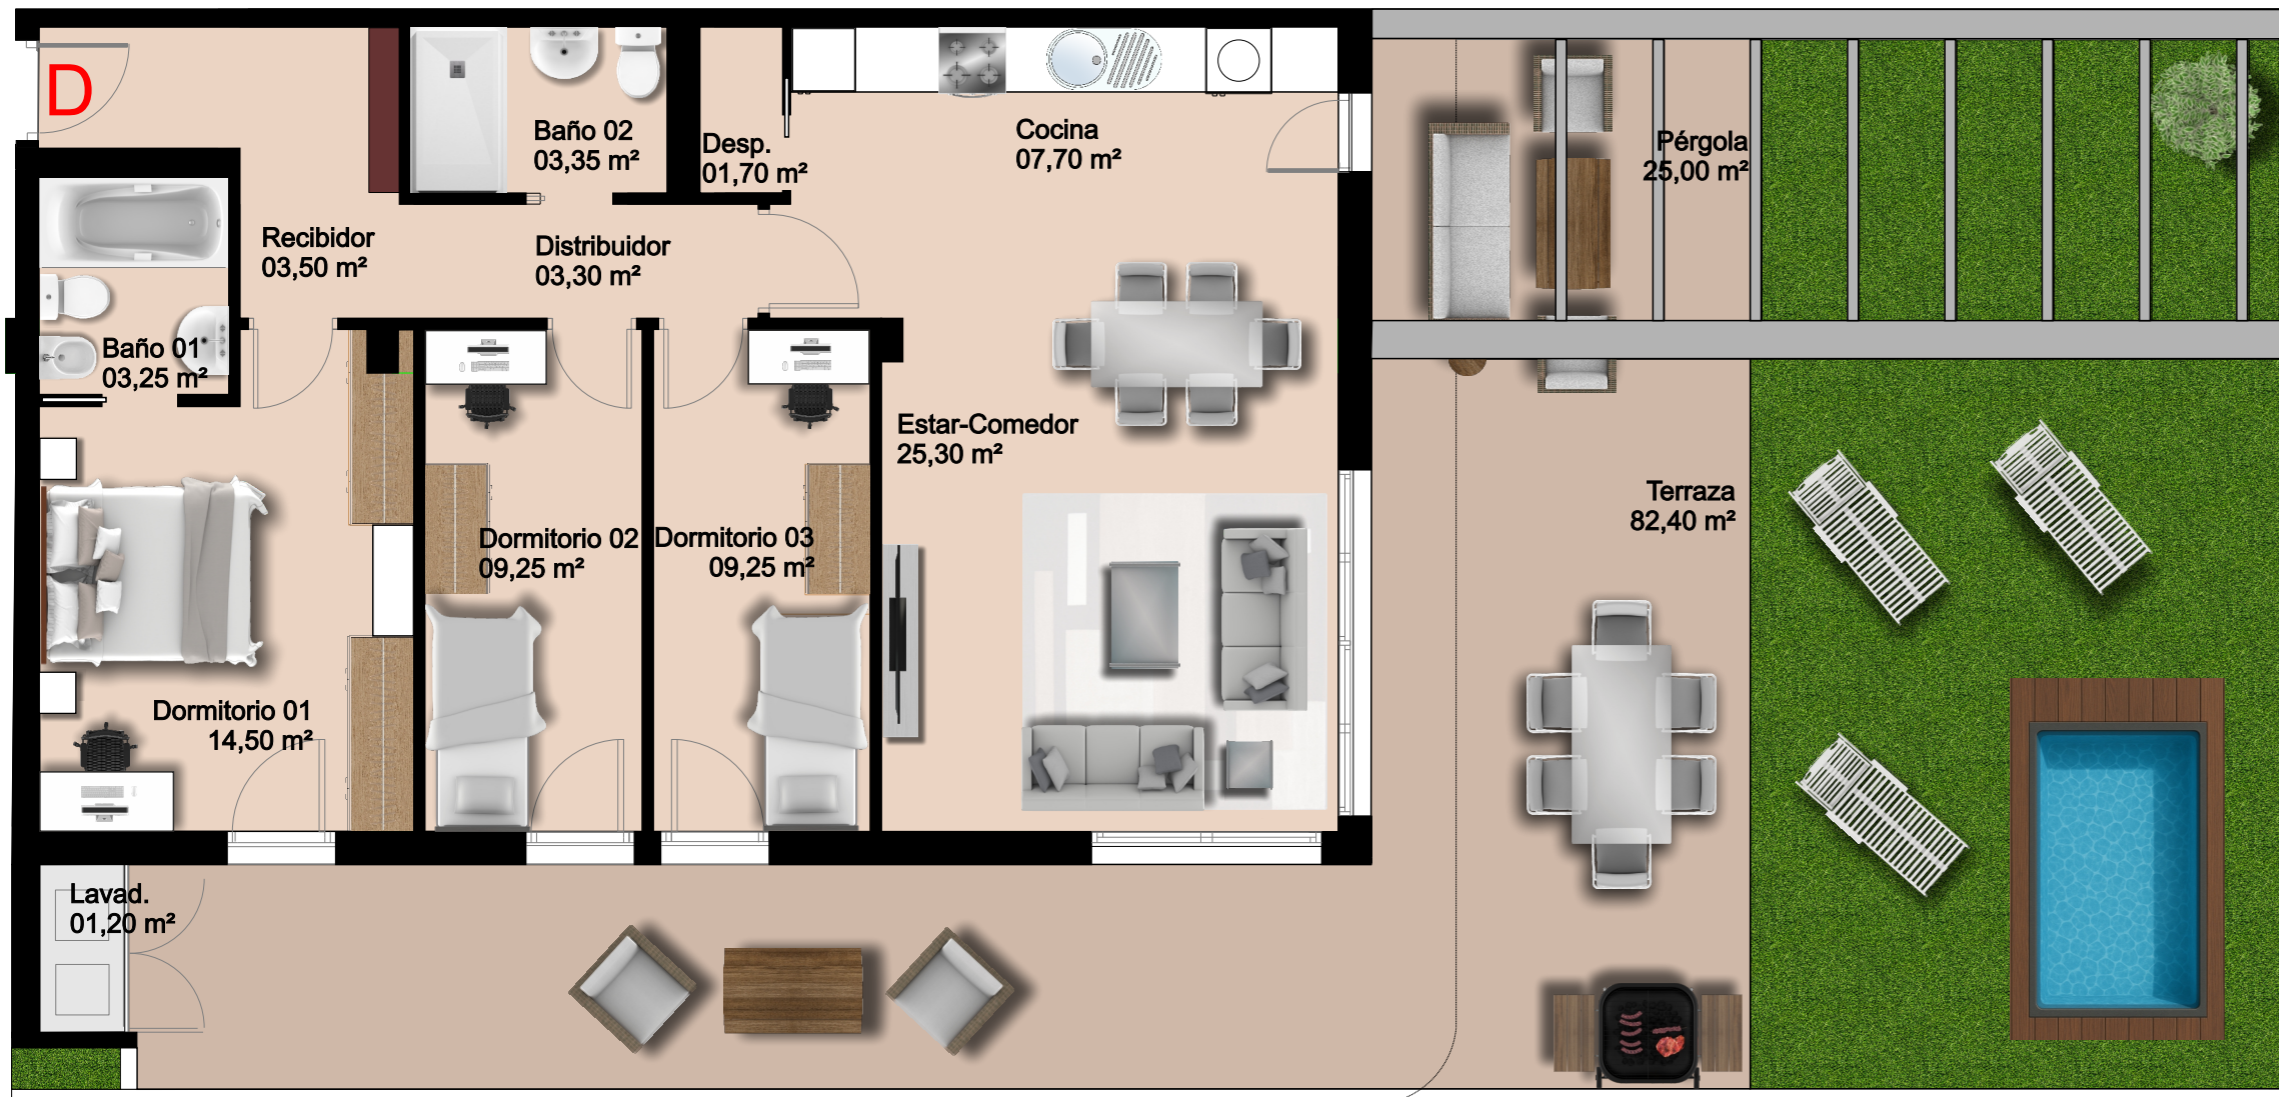 D
Baño 02
03,35 m²
Desp.
01,70 m²
Cocina
07,70 m²
Pérgola
25,00 m²
Recibidor
03,50 m²
Distribuidor
03,30 m²
Baño 01
03,25 m²
Estar-Comedor
25,30 m²
Terraza
82,40 m²
Dormitorio 02
09,25 m²
Dormitorio 03
09,25 m²
Dormitorio 01
14,50 m²
Lavad.
01,20 m²